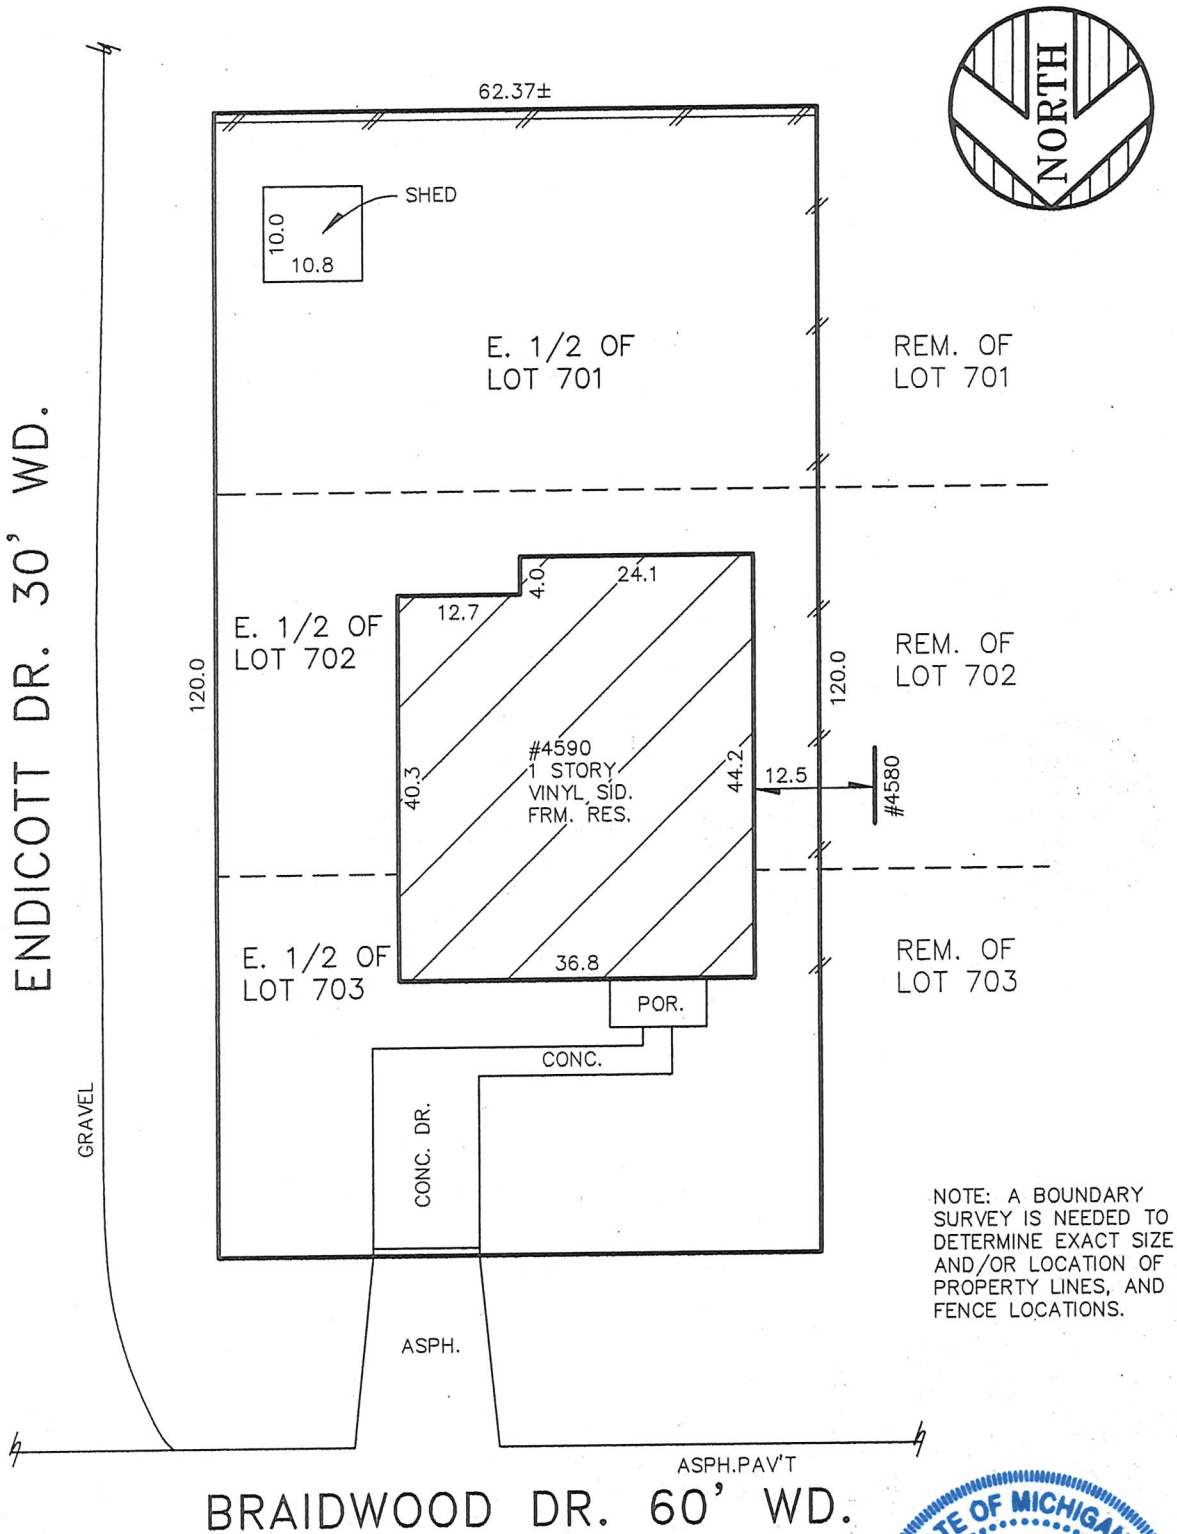 NORTH
62.37±
SHED
10.0
10.8
E. 1/2 OF
LOT 701
REM. OF
LOT 701
ENDICOTT DR. 30' WD.
4.0
24.1
12.7
E. 1/2 OF
LOT 702
REM. OF
LOT 702
120.0
120.0
#4590
1 STORY
VINYL SID.
FRM. RES.
40.3
44.2
12.5
#4580
E. 1/2 OF
LOT 703
36.8
REM. OF
LOT 703
POR.
CONC.
CONC. DR.
GRAVEL
NOTE: A BOUNDARY
SURVEY IS NEEDED TO
DETERMINE EXACT SIZE
AND/OR LOCATION OF
PROPERTY LINES, AND
FENCE LOCATIONS.
ASPH.
ASPH.PAV'T
BRAIDWOOD DR. 60' WD.
OF MICHIGA